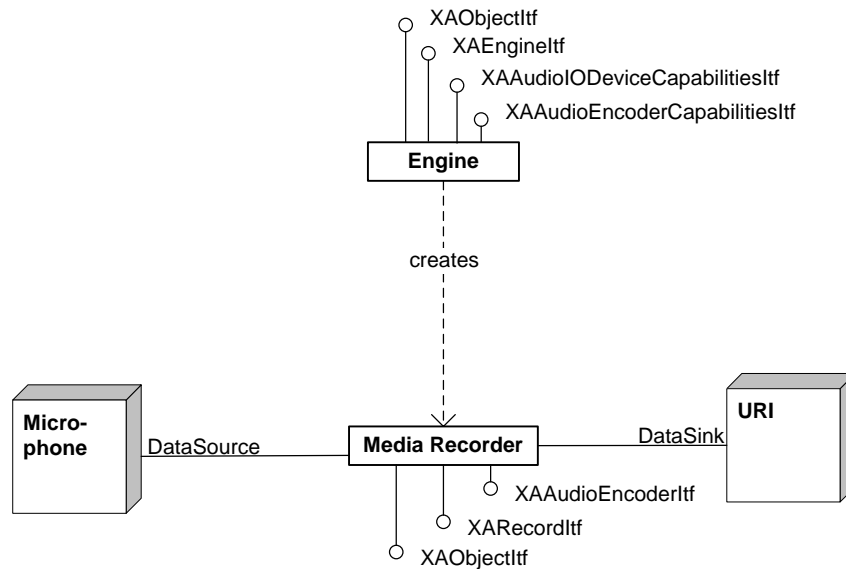 XAObjectItf
XAEngineItf
XAAudioIODeviceCapabilitiesItf
XAAudioEncoderCapabilitiesItf
Engine
creates
Micro-
phone
DataSource
Media Recorder
DataSink
URI
XAAudioEncoderItf
XARecordItf
XAObjectItf